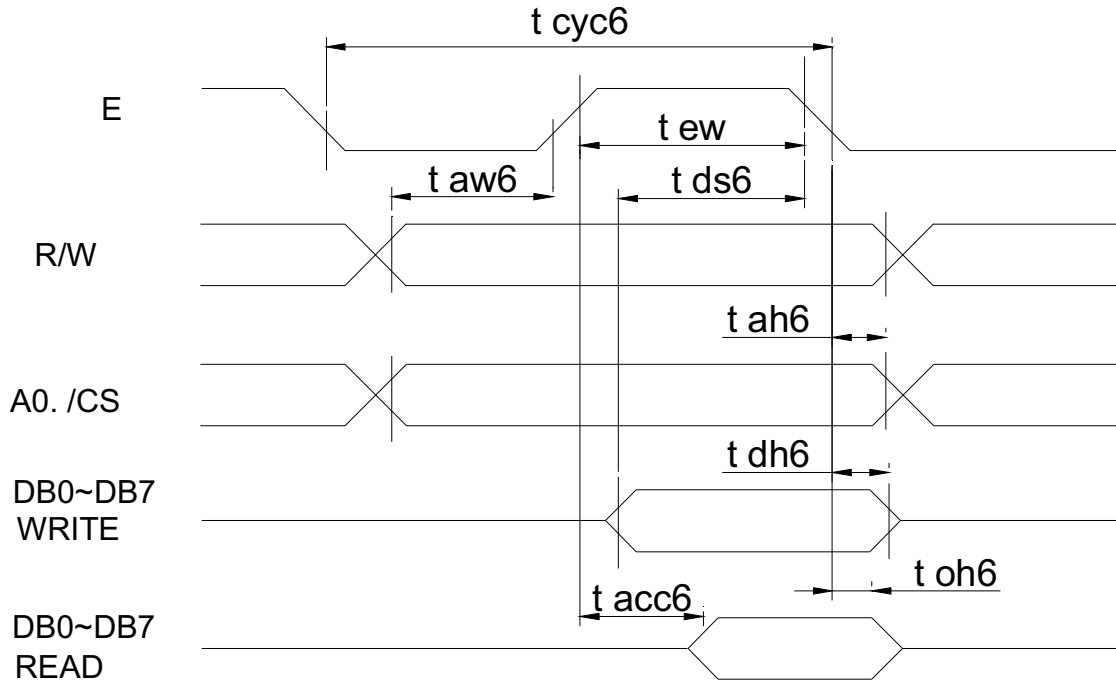 t cyc6
E
t ew
t aw6
t ds6
R/W
t ah6
A0. /CS
t dh6
DB0~DB7
WRITE
t oh6
t acc6
DB0~DB7
READ